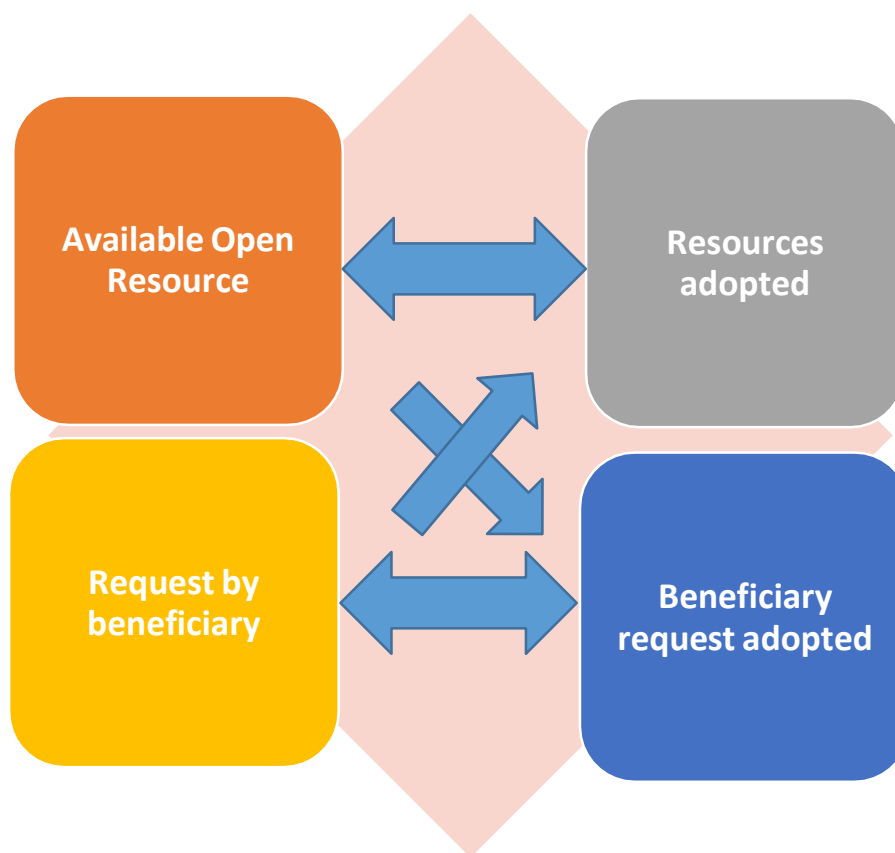 Available Open
Resource
Resources
adopted
Request by
beneficiary
Beneficiary
request adopted